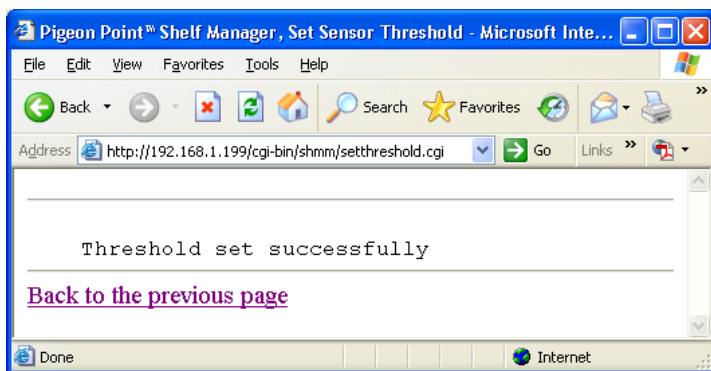 Pigeon Point™ Shelf Manager, Set Sensor Threshold - Microsoft Inte...
File Edit View Favorites Tools Help
Back Search Favorites »
Address http://192.168.1.199/cgi-bin/shmm/setthreshold.cgi Go Links »
Threshold set successfully
Back to the previous page
Done Internet